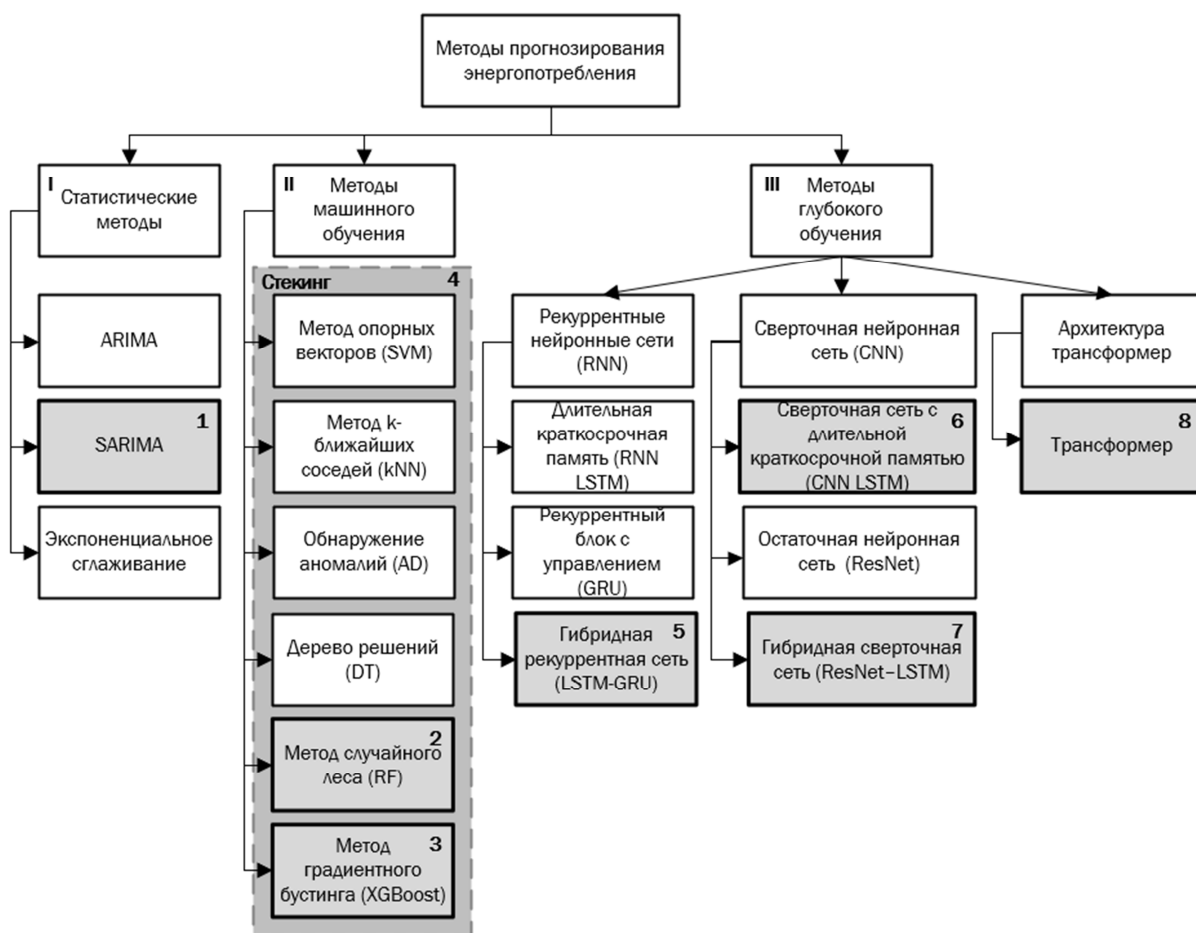 Методы прогнозирования
энергопотребления
I
Статистические
методы
II
Методы
машинного
обучения
III
Методы
глубокого
обучения
Стекинг
4
ARIMA
1
SARIMA
Экспоненциальное
сглаживание
Метод опорных
векторов (SVM)
Метод k-
ближайших
соседей (kNN)
Обнаружение
аномалий (AD)
Дерево решений
(DT)
2
Метод случайного
леса (RF)
3
Метод
градиентного
бустинга (XGBoost)
Рекуррентные
нейронные сети
(RNN)
Длительная
краткосрочная
память (RNN
LSTM)
Рекуррентный
блок с
управлением
(GRU)
5
Гибридная
рекуррентная сеть
(LSTM-GRU)
Сверточная нейронная
сеть (CNN)
6
Сверточная сеть с
длительной
краткосрочной памятью
(CNN LSTM)
Остаточная нейронная
сеть (ResNet)
7
Гибридная сверточная
сеть (ResNet–LSTM)
Архитектура
трансформер
8
Трансформер